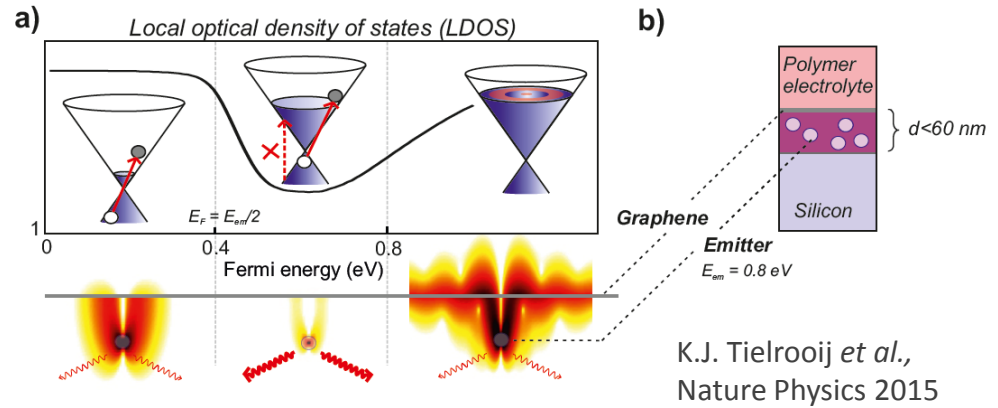 a)
Local optical density of states (LDOS)
E_F = E_em/2
1
0
0.4
0.8
Fermi energy (eV)
b)
Polymer
electrolyte
d<60 nm
Silicon
Graphene
Emitter
E_em = 0.8 eV
K.J. Tielrooij et al.,
Nature Physics 2015